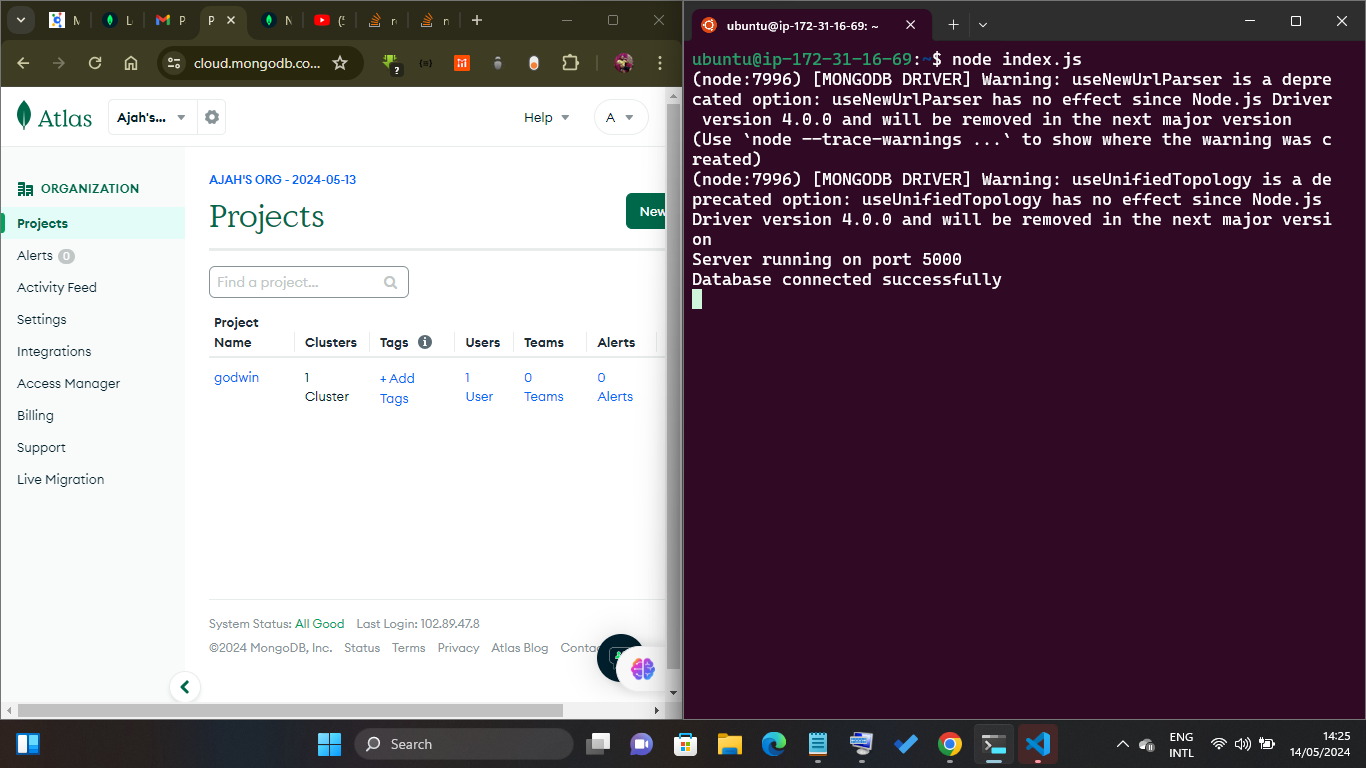 M
L
P
P
N
(5
r
n
cloud.mongodb.co...
?
Atlas
Ajah's...
Help
A
ORGANIZATION
Projects
Alerts 0
Activity Feed
Settings
Integrations
Access Manager
Billing
Support
Live Migration
AJAH'S ORG - 2024-05-13
Projects
New
Find a project...
Project
Name
Clusters
Tags
Users
Teams
Alerts
godwin
1
Cluster
+ Add
Tags
1
User
0
Teams
0
Alerts
System Status: All Good Last Login: 102.89.47.8
©2024 MongoDB, Inc. Status Terms Privacy Atlas Blog Conta
ubuntu@ip-172-31-16-69: ~
ubuntu@ip-172-31-16-69:~$ node index.js
(node:7996) [MONGODB DRIVER] Warning: useNewUrlParser is a depre
cated option: useNewUrlParser has no effect since Node.js Driver
version 4.0.0 and will be removed in the next major version
(Use `node --trace-warnings ...` to show where the warning was c
reated)
(node:7996) [MONGODB DRIVER] Warning: useUnifiedTopology is a de
precated option: useUnifiedTopology has no effect since Node.js
Driver version 4.0.0 and will be removed in the next major versi
on
Server running on port 5000
Database connected successfully
Search
ENG
INTL
14:25
14/05/2024